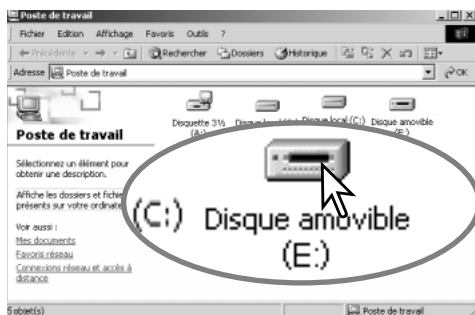 Poste de travail
Fichier Edition Affichage Favoris Outils ?
Précédente Rechercher Dossiers Historique
Adresse Poste de travail OK
Poste de travail
Disquette 3½ (A:)
Disque local (C:)
Disque amovible (E:)
Sélectionnez un élément pour
obtenir une description.
Affiche les dossiers et fichie
présents sur votre ordinate
Voir aussi :
Mes documents
Favoris réseau
Connexions réseau et accès à
distance
(C:) Disque amovible
(E:)
5 objet(s) Poste de travail